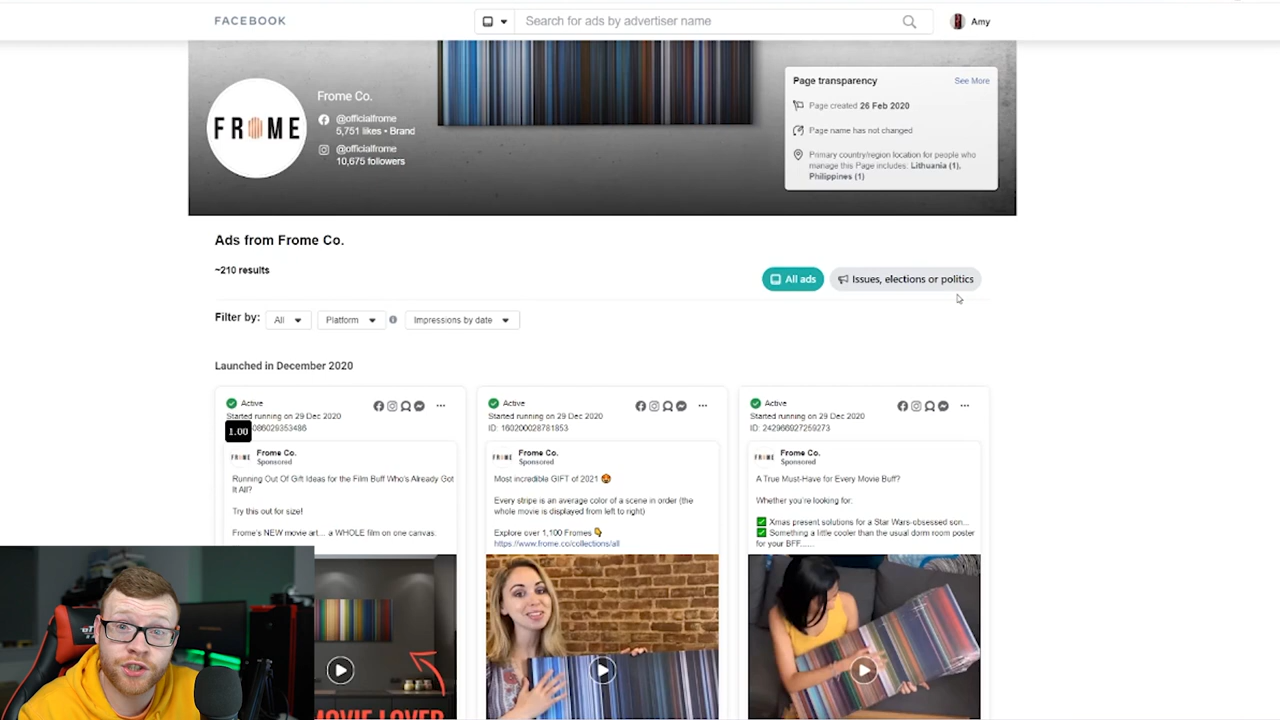 FACEBOOK
Search for ads by advertiser name
Amy
FROME
Frome Co.
@officialfrome
5,751 likes • Brand
@officialfrome
10,675 followers
Page transparency
See More
Page created 26 Feb 2020
Page name has not changed
Primary country/region location for people who
manage this Page includes: Lithuania (1),
Philippines (1)
Ads from Frome Co.
~210 results
All ads
Issues, elections or politics
Filter by:
All
Platform
Impressions by date
Launched in December 2020
Active
Started running on 29 Dec 2020
086029353486
1.00
FROME
Frome Co.
Sponsored
Running Out Of Gift Ideas for the Film Buff Who's Already Got
It All?
Try this out for size!
Frome's NEW movie art... a WHOLE film on one canvas.
MOVIE LOVER
Active
Started running on 29 Dec 2020
ID: 160200028781853
FROME
Frome Co.
Sponsored
Most incredible GIFT of 2021 🤩
Every stripe is an average color of a scene in order (the
whole movie is displayed from left to right)
Explore over 1,100 Fromes 👇
https://www.frome.co/collections/all
Active
Started running on 29 Dec 2020
ID: 242966927259273
FROME
Frome Co.
Sponsored
A True Must-Have for Every Movie Buff?
Whether you're looking for:
✅ Xmas present solutions for a Star Wars-obsessed son...
✅ Something a little cooler than the usual dorm room poster
for your BFF......